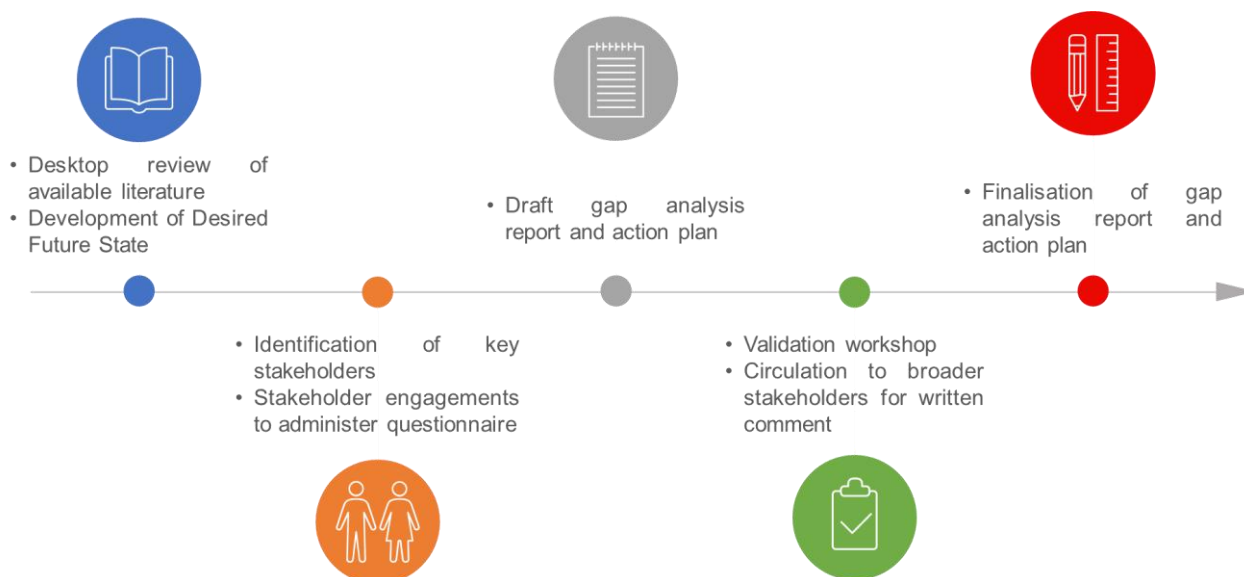 • Desktop review of
available literature
• Development of Desired
Future State
• Identification of key
stakeholders
• Stakeholder engagements
to administer questionnaire
• Draft gap analysis
report and action plan
• Validation workshop
• Circulation to broader
stakeholders for written
comment
• Finalisation of gap
analysis report and
action plan